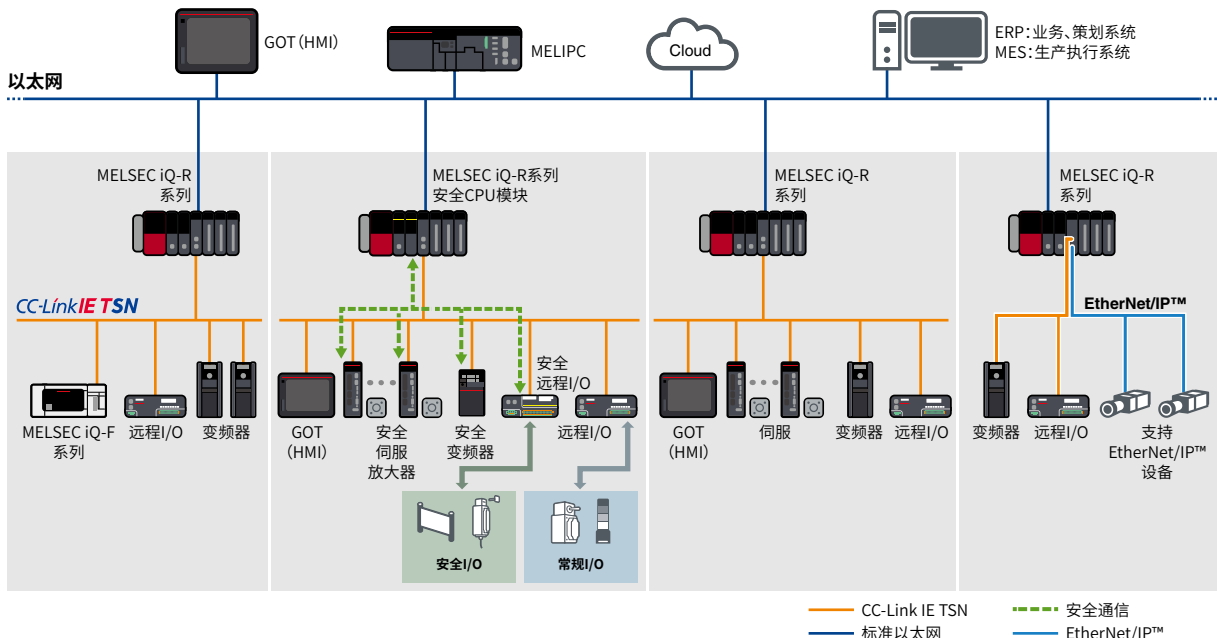 GOT（HMI）
MELIPC
Cloud
ERP：业务、策划系统
MES：生产执行系统
以太网
MELSEC iQ-R
系列
MELSEC iQ-R系列
安全CPU模块
MELSEC iQ-R
系列
MELSEC iQ-R
系列
CC-Link IE TSN
EtherNet/IP™
安全
远程I/O
MELSEC iQ-F
系列
远程I/O
变频器
GOT
（HMI）
安全
伺服
放大器
安全
变频器
远程I/O
GOT
（HMI）
伺服
变频器
远程I/O
变频器
远程I/O
支持
EtherNet/IP™
设备
安全I/O
常规I/O
CC-Link IE TSN
安全通信
标准以太网
EtherNet/IP™